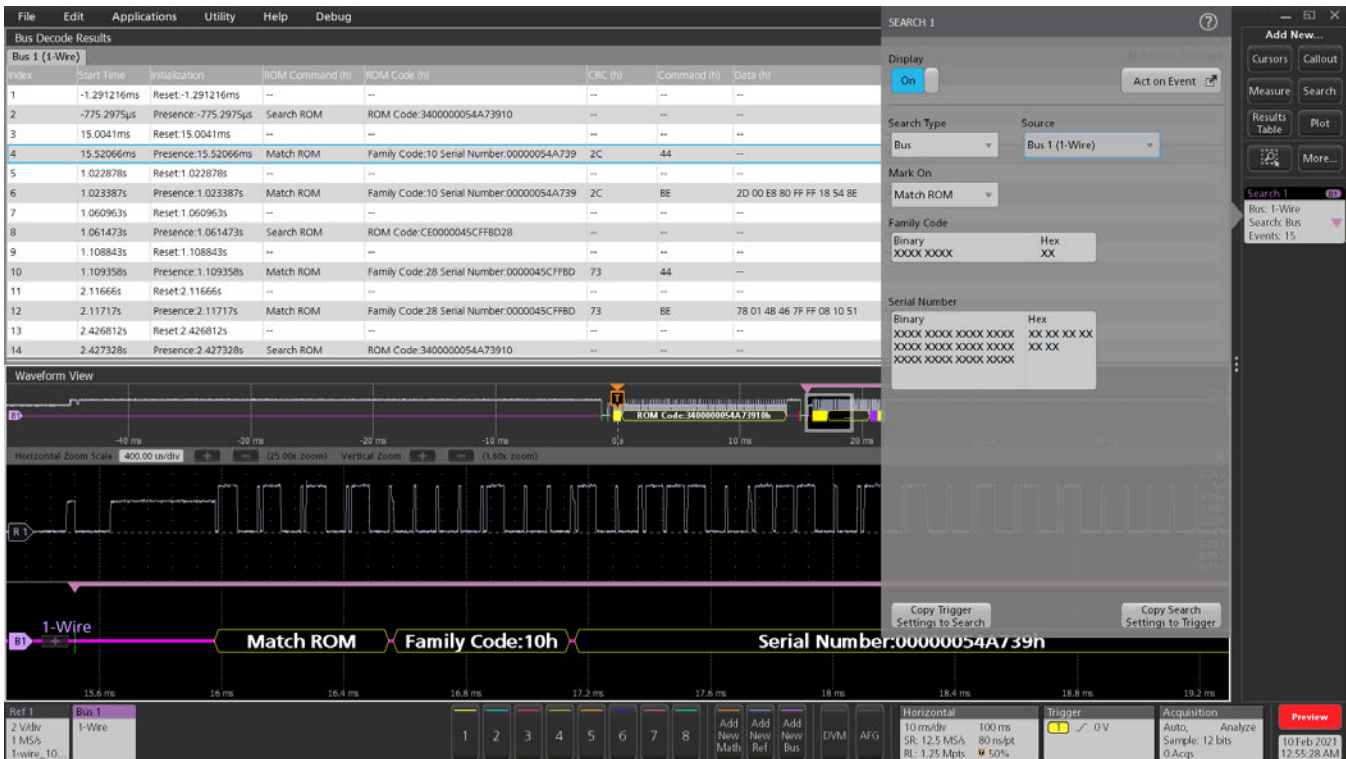 File Edit Applications Utility Help Debug
Bus Decode Results
Bus 1 (1-Wire)
Index Start Time Initialization ROM Command (h) ROM Code (h) CRC (h) Command (h) Data (h)
1 -1.291216ms Reset:-1.291216ms -- -- -- -- --
2 -775.2975µs Presence:-775.2975µs Search ROM ROM Code:3400000054A73910 -- -- --
3 15.0041ms Reset:15.0041ms -- -- -- -- --
4 15.52066ms Presence:15.52066ms Match ROM Family Code:10 Serial Number:00000054A739 2C 44 --
5 1.022878s Reset:1.022878s -- -- -- -- --
6 1.023387s Presence:1.023387s Match ROM Family Code:10 Serial Number:00000054A739 2C BE 2D 00 E8 80 FF FF 18 54 8E
7 1.060963s Reset:1.060963s -- -- -- -- --
8 1.061473s Presence:1.061473s Search ROM ROM Code:CE0000045CFFBD28 -- -- --
9 1.108843s Reset:1.108843s -- -- -- -- --
10 1.109358s Presence:1.109358s Match ROM Family Code:28 Serial Number:0000045CFFBD 73 44 --
11 2.11666s Reset:2.11666s -- -- -- -- --
12 2.11717s Presence:2.11717s Match ROM Family Code:28 Serial Number:0000045CFFBD 73 BE 78 01 4B 46 7F FF 08 10 51
13 2.426812s Reset:2.426812s -- -- -- -- --
14 2.427328s Presence:2.427328s Search ROM ROM Code:3400000054A73910 -- -- --
SEARCH 1
?
Display
On
Act on Event
Search Type Source
Bus Bus 1 (1-Wire)
Mark On
Match ROM
Family Code
Binary Hex
XXXX XXXX XX
Serial Number
Binary Hex
XXXX XXXX XXXX XXXX XX XX XX XX
XXXX XXXX XXXX XXXX XX XX
XXXX XXXX XXXX XXXX
Copy Trigger Settings to Search
Copy Search Settings to Trigger
Add New...
Cursors Callout
Measure Search
Results Table Plot
More...
Search 1 B1
Bus: 1-Wire
Search: Bus
Events: 15
Waveform View
T
B1
ROM Code:3400000054A73910h
...
-40 ms -30 ms -20 ms -10 ms 0 s 10 ms 20 ms
Horizontal Zoom Scale 400.00 us/div + - (25.00x zoom) Vertical Zoom + - (1.60x zoom)
R 1
1-Wire
B1 +
Match ROM Family Code:10h Serial Number:00000054A739h
15.6 ms 16 ms 16.4 ms 16.8 ms 17.2 ms 17.6 ms 18 ms 18.4 ms 18.8 ms 19.2 ms
Ref 1
2 V/div
1 MS/s
1-wire_10...
Bus 1
1-Wire
1 2 3 4 5 6 7 8
Add New Math
Add New Ref
Add New Bus
DVM AFG
Horizontal
10 ms/div 100 ms
SR: 12.5 MS/s 80 ns/pt
RL: 1.25 Mpts 50%
Trigger
1 0 V
Acquisition
Auto, Analyze
Sample: 12 bits
0 Acqs
Preview
10 Feb 2021
12:55:28 AM